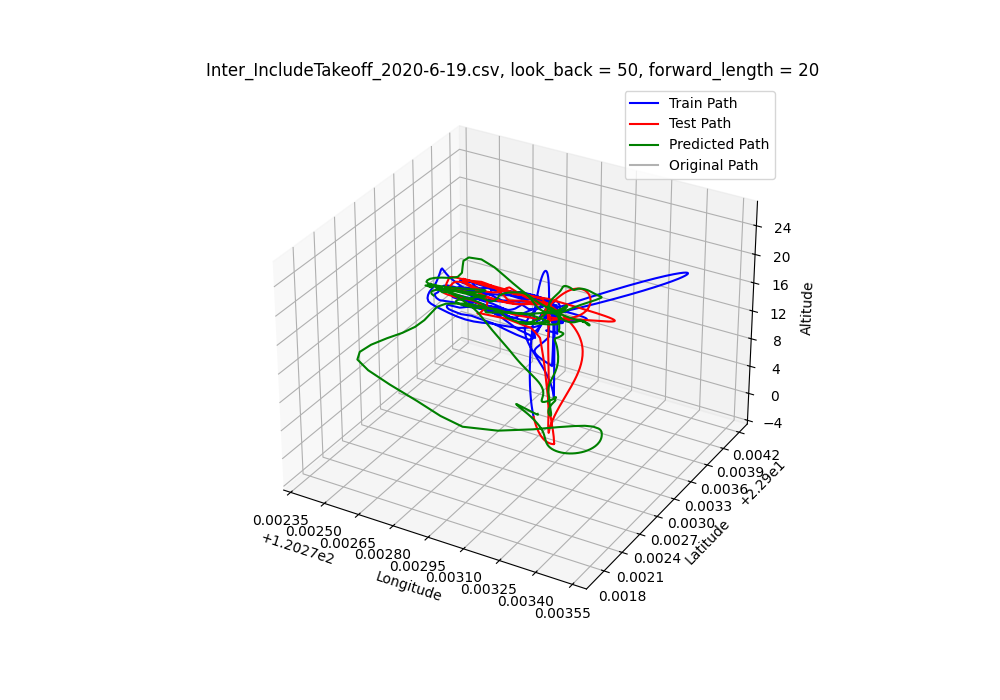 Inter_IncludeTakeoff_2020-6-19.csv, look_back = 50, forward_length = 20
Train Path
Test Path
Predicted Path
Original Path
24
20
16
12
8
4
0
−4
Altitude
0.0042
0.0039
0.0036
0.0033
0.0030
0.0027
0.0024
0.0021
0.0018
+2.29e1
Latitude
0.00235
0.00250
0.00265
0.00280
0.00295
0.00310
0.00325
0.00340
0.00355
+1.2027e2
Longitude